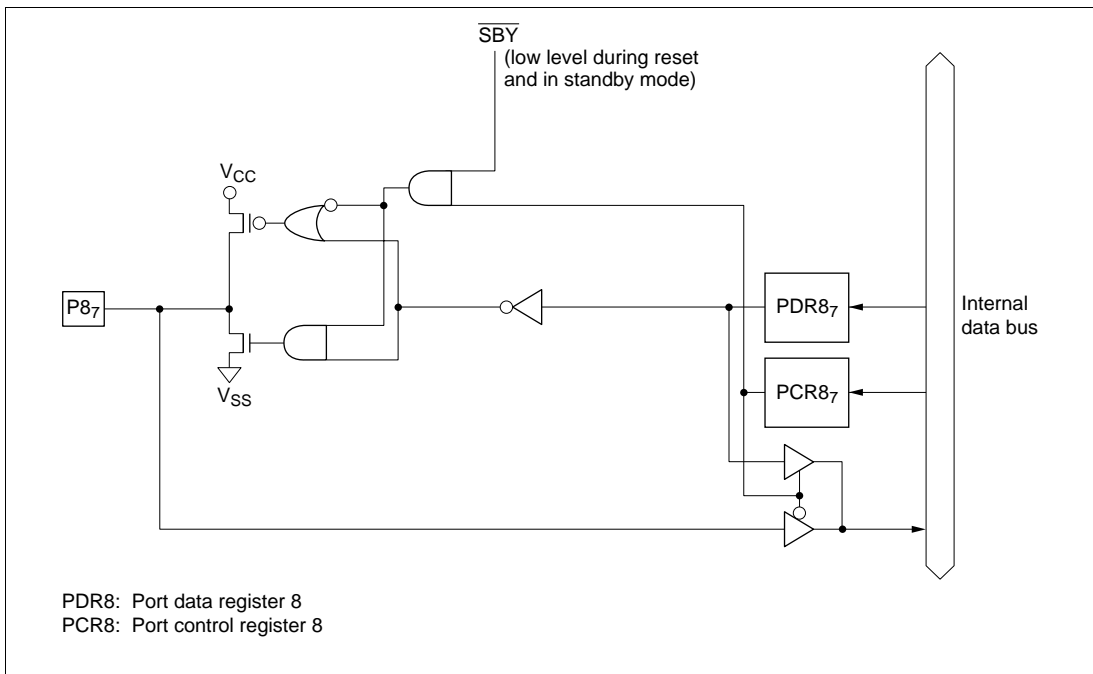 SBY
(low level during reset
and in standby mode)
VCC
P87
PDR87
Internal
data bus
PCR87
VSS
PDR8: Port data register 8
PCR8: Port control register 8